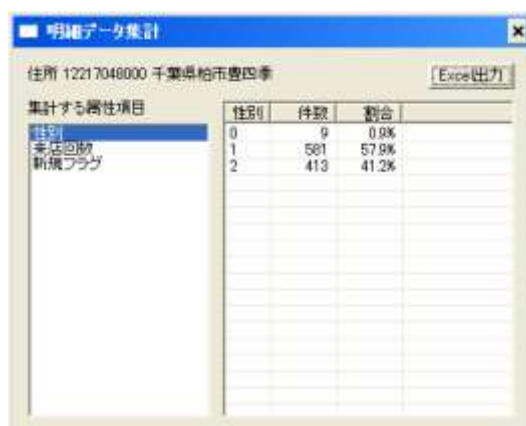 明細データ集計
住所 12217048000 千葉県柏市豊四季
Excel出力
集計する属性項目
性別
来店回数
新規フラグ
性別 件数 割合
0 9 0.9%
1 581 57.9%
2 413 41.2%